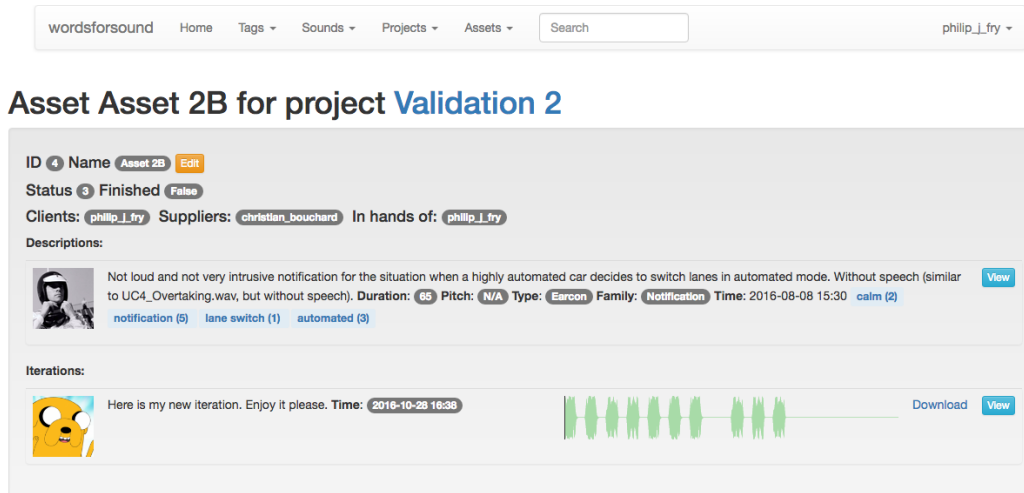 wordsforsound Home Tags Sounds Projects Assets Search philip_j_fry
Asset Asset 2B for project Validation 2
ID 4 Name Asset 2B Edit
Status 3 Finished False
Clients: philip_j_fry Suppliers: christian_bouchard In hands of: philip_j_fry
Descriptions:
Not loud and not very intrusive notification for the situation when a highly automated car decides to switch lanes in automated mode. Without speech (similar View
to UC4_Overtaking.wav, but without speech). Duration: 65 Pitch: N/A Type: Earcon Family: Notification Time: 2016-08-08 15:30 calm (2)
notification (5) lane switch (1) automated (3)
Iterations:
Here is my new iteration. Enjoy it please. Time: 2016-10-28 16:38 Download View